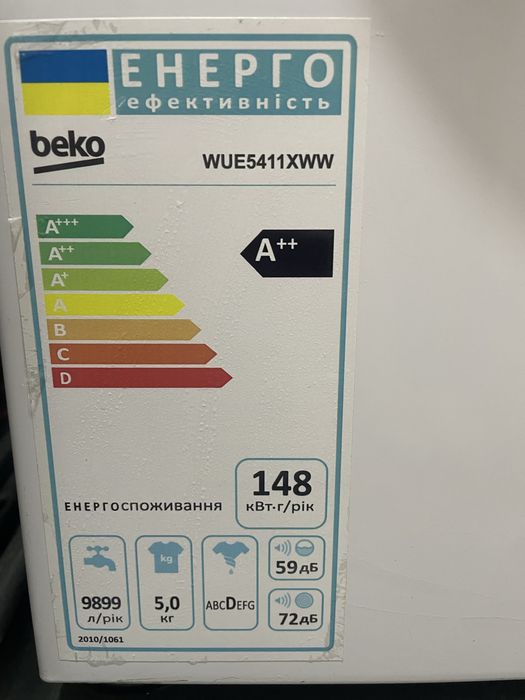 ЕНЕРГО
ефективність
beko
WUE5411XWW
A+++
A++
A++
A+
A
B
C
D
148
кВт·г/рік
ЕНЕРГОСПОЖИВАННЯ
kg
59дБ
9899
л/рік
5,0
кг
ABCDEFG
72дБ
2010/1061